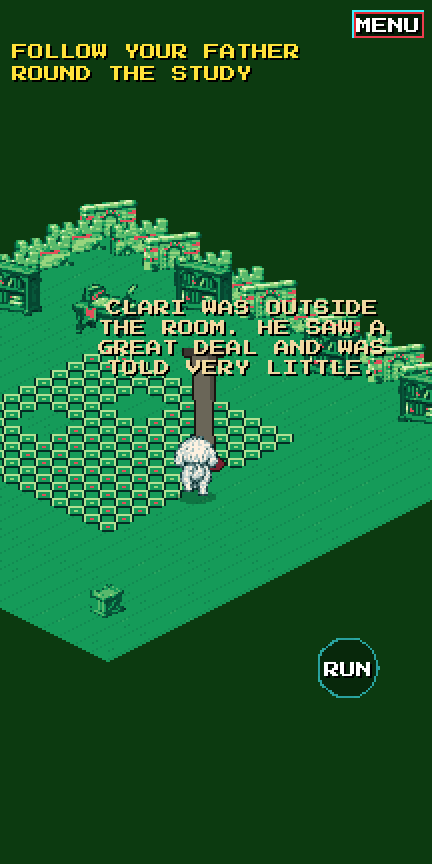 MENU
FOLLOW YOUR FATHER
ROUND THE STUDY
CLARI WAS OUTSIDE
THE ROOM. HE SAW A
GREAT DEAL AND WAS
TOLD VERY LITTLE.
RUN